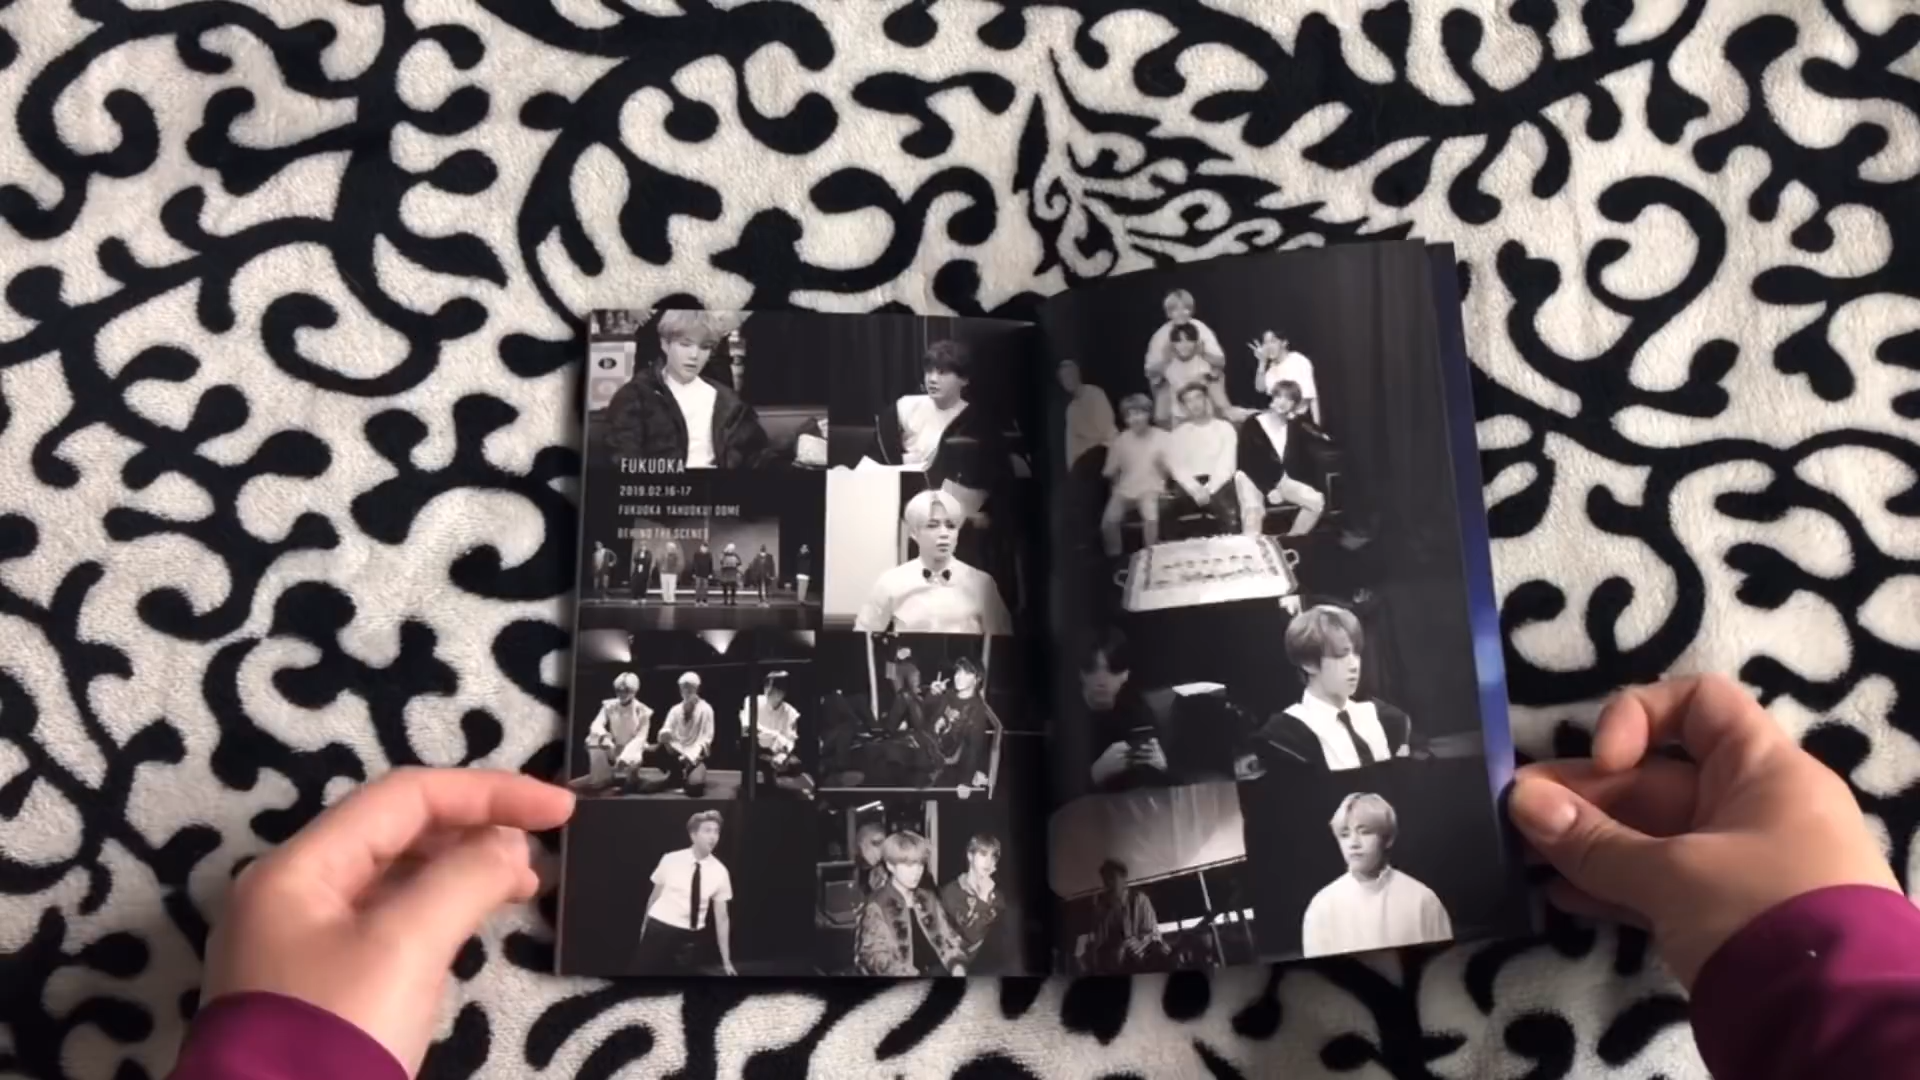 FUKUOKA
2019.02.16-17
FUKUOKA YAHUOKU! DOME
BEHIND THE SCENES